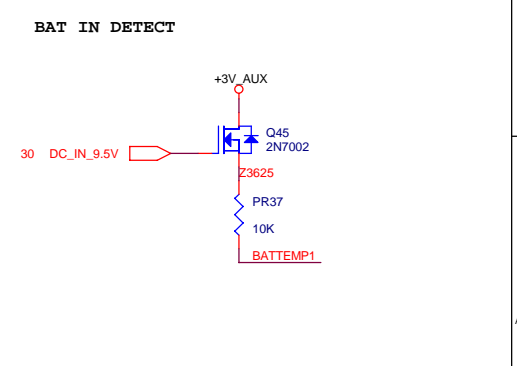 BAT IN DETECT
+3V_AUX
Q45
2N7002
30 DC_IN_9.5V
Z3625
PR37
10K
BATTEMP1